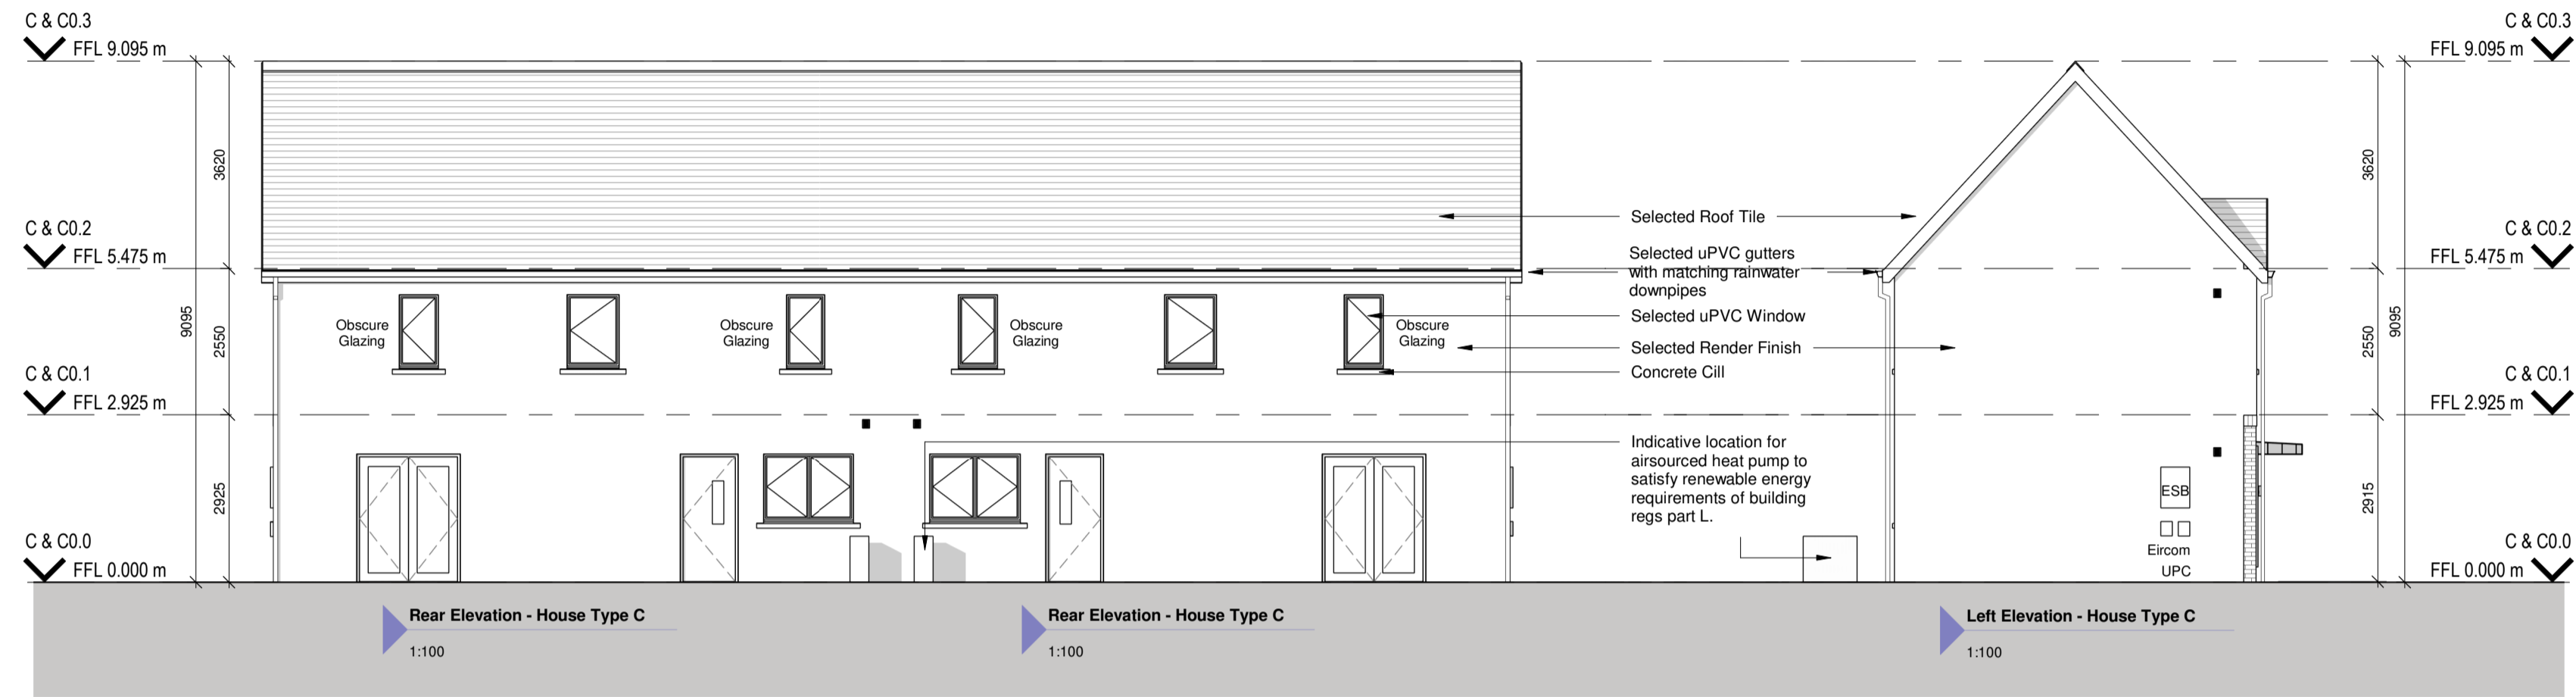 C & C0.3
FFL 9.095 m
C & C0.2
FFL 5.475 m
C & C0.1
FFL 2.925 m
C & C0.0
FFL 0.000 m
9095
3620
2550
2925
Obscure
Glazing
Obscure
Glazing
Obscure
Glazing
Obscure
Glazing
Selected Roof Tile
Selected uPVC gutters
with matching rainwater
downpipes
Selected uPVC Window
Selected Render Finish
Concrete Cill
Indicative location for
airsourced heat pump to
satisfy renewable energy
requirements of building
regs part L.
ESB
Eircom
UPC
3620
2550
2915
9095
C & C0.3
FFL 9.095 m
C & C0.2
FFL 5.475 m
C & C0.1
FFL 2.925 m
C & C0.0
FFL 0.000 m
Rear Elevation - House Type C
1:100
Rear Elevation - House Type C
1:100
Left Elevation - House Type C
1:100